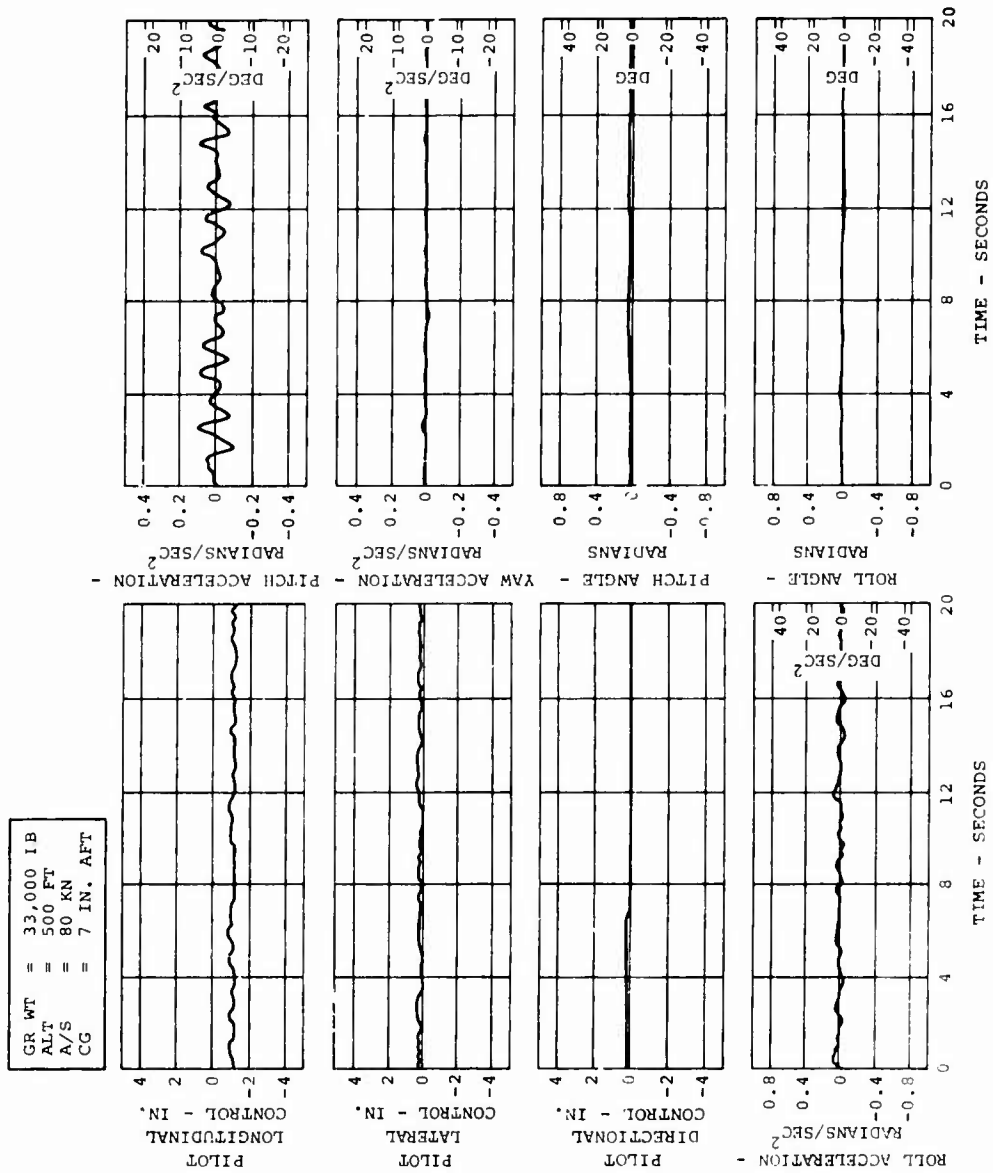 GR WT = 33,000 LB
ALT = 500 FT
A/S = 80 KN
CG = 7 IN. AFT
PILOT
LONGITUDINAL
CONTROL - IN.
4
2
0
-2
-4
PILOT
LATERAL
CONTROL - IN.
4
2
0
-2
-4
PILOT
DIRECTIONAL
CONTROL - IN.
4
2
0
-2
-4
ROLL ACCELERATION -
RADIANS/SEC²
0.8
0.4
0
-0.4
-0.8
40
20
0
-20
-40
DEG/SEC²
0 4 8 12 16 20
TIME - SECONDS
PITCH ACCELERATION -
RADIANS/SEC²
0.4
0.2
0
-0.2
-0.4
20
10
0
-10
-20
DEG/SEC²
YAW ACCELERATION -
RADIANS/SEC²
0.4
0.2
0
-0.2
-0.4
20
10
0
-10
-20
DEG/SEC²
PITCH ANGLE -
RADIANS
0.8
0.4
0
-0.4
-0.8
40
20
0
-20
-40
DEG
ROLL ANGLE -
RADIANS
0.8
0.4
0
-0.4
-0.8
40
20
0
-20
-40
DEG
0 4 8 12 16 20
TIME - SECONDS